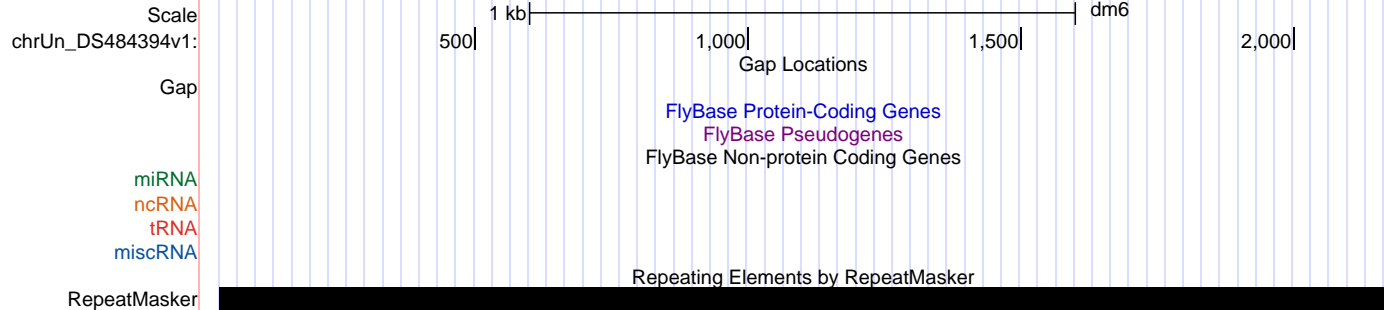 Scale 1 kb dm6
chrUn_DS484394v1: 500 1,000 1,500 2,000
Gap Locations
Gap
FlyBase Protein-Coding Genes
FlyBase Pseudogenes
FlyBase Non-protein Coding Genes
miRNA
ncRNA
tRNA
miscRNA
Repeating Elements by RepeatMasker
RepeatMasker